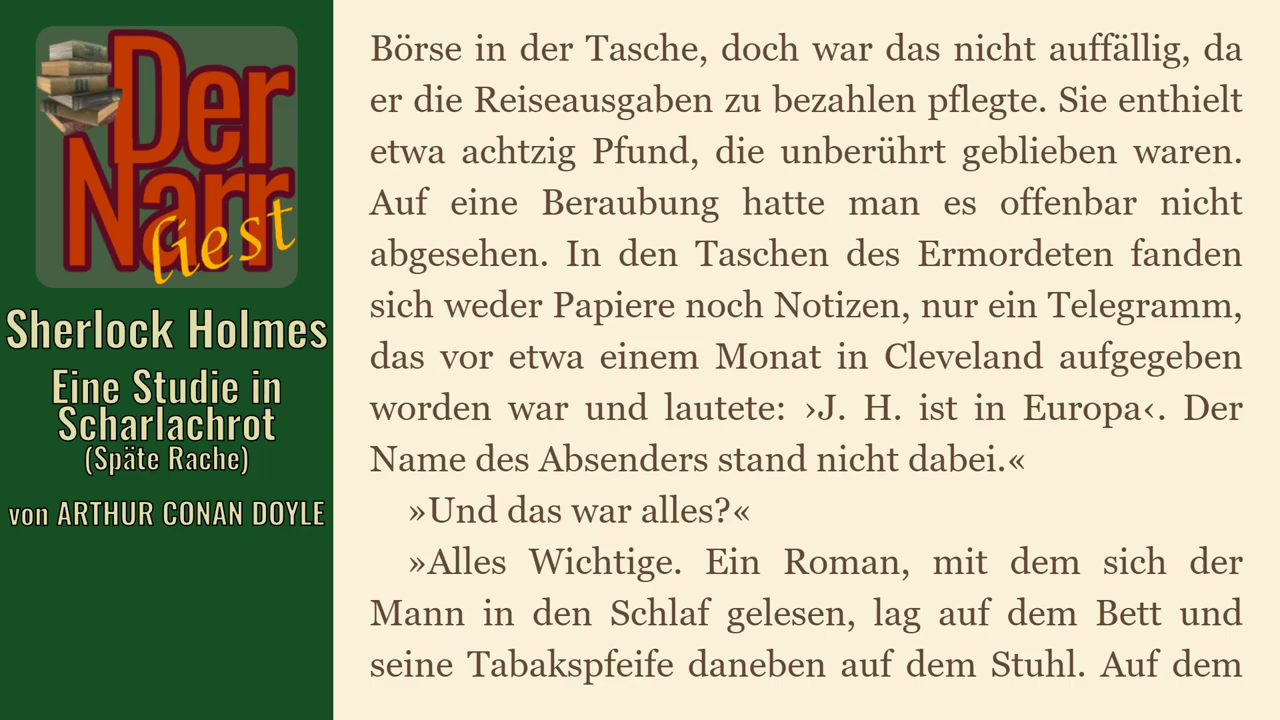 Der
Narr
liest
Sherlock Holmes
Eine Studie in
Scharlachrot
(Späte Rache)
von ARTHUR CONAN DOYLE
Börse in der Tasche, doch war das nicht auffällig, da
er die Reiseausgaben zu bezahlen pflegte. Sie enthielt
etwa achtzig Pfund, die unberührt geblieben waren.
Auf eine Beraubung hatte man es offenbar nicht
abgesehen. In den Taschen des Ermordeten fanden
sich weder Papiere noch Notizen, nur ein Telegramm,
das vor etwa einem Monat in Cleveland aufgegeben
worden war und lautete: ›J. H. ist in Europa‹. Der
Name des Absenders stand nicht dabei.«
»Und das war alles?«
»Alles Wichtige. Ein Roman, mit dem sich der
Mann in den Schlaf gelesen, lag auf dem Bett und
seine Tabakspfeife daneben auf dem Stuhl. Auf dem